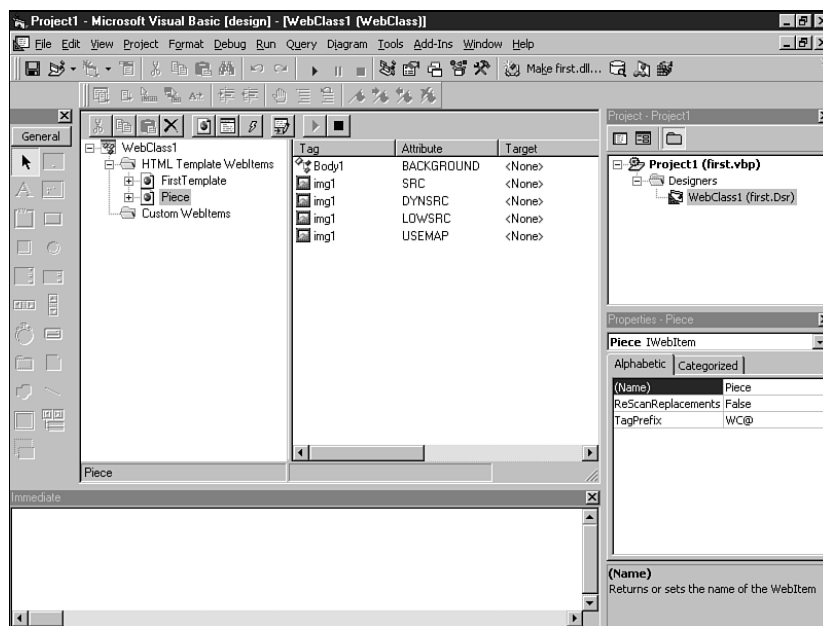 Project1 - Microsoft Visual Basic [design] - [WebClass1 (WebClass)]
File Edit View Project Format Debug Run Query Diagram Tools Add-Ins Window Help
Make first.dll...
General
WebClass1
HTML Template WebItems
FirstTemplate
Piece
Custom WebItems
Tag Attribute Target
Body1 BACKGROUND <None>
img1 SRC <None>
img1 DYNSRC <None>
img1 LOWSRC <None>
img1 USEMAP <None>
Piece
Project - Project1
Project1 (first.vbp)
Designers
WebClass1 (first.Dsr)
Properties - Piece
Piece IWebItem
Alphabetic Categorized
(Name) Piece
ReScanReplacements False
TagPrefix WC@
(Name)
Returns or sets the name of the WebItem
Immediate